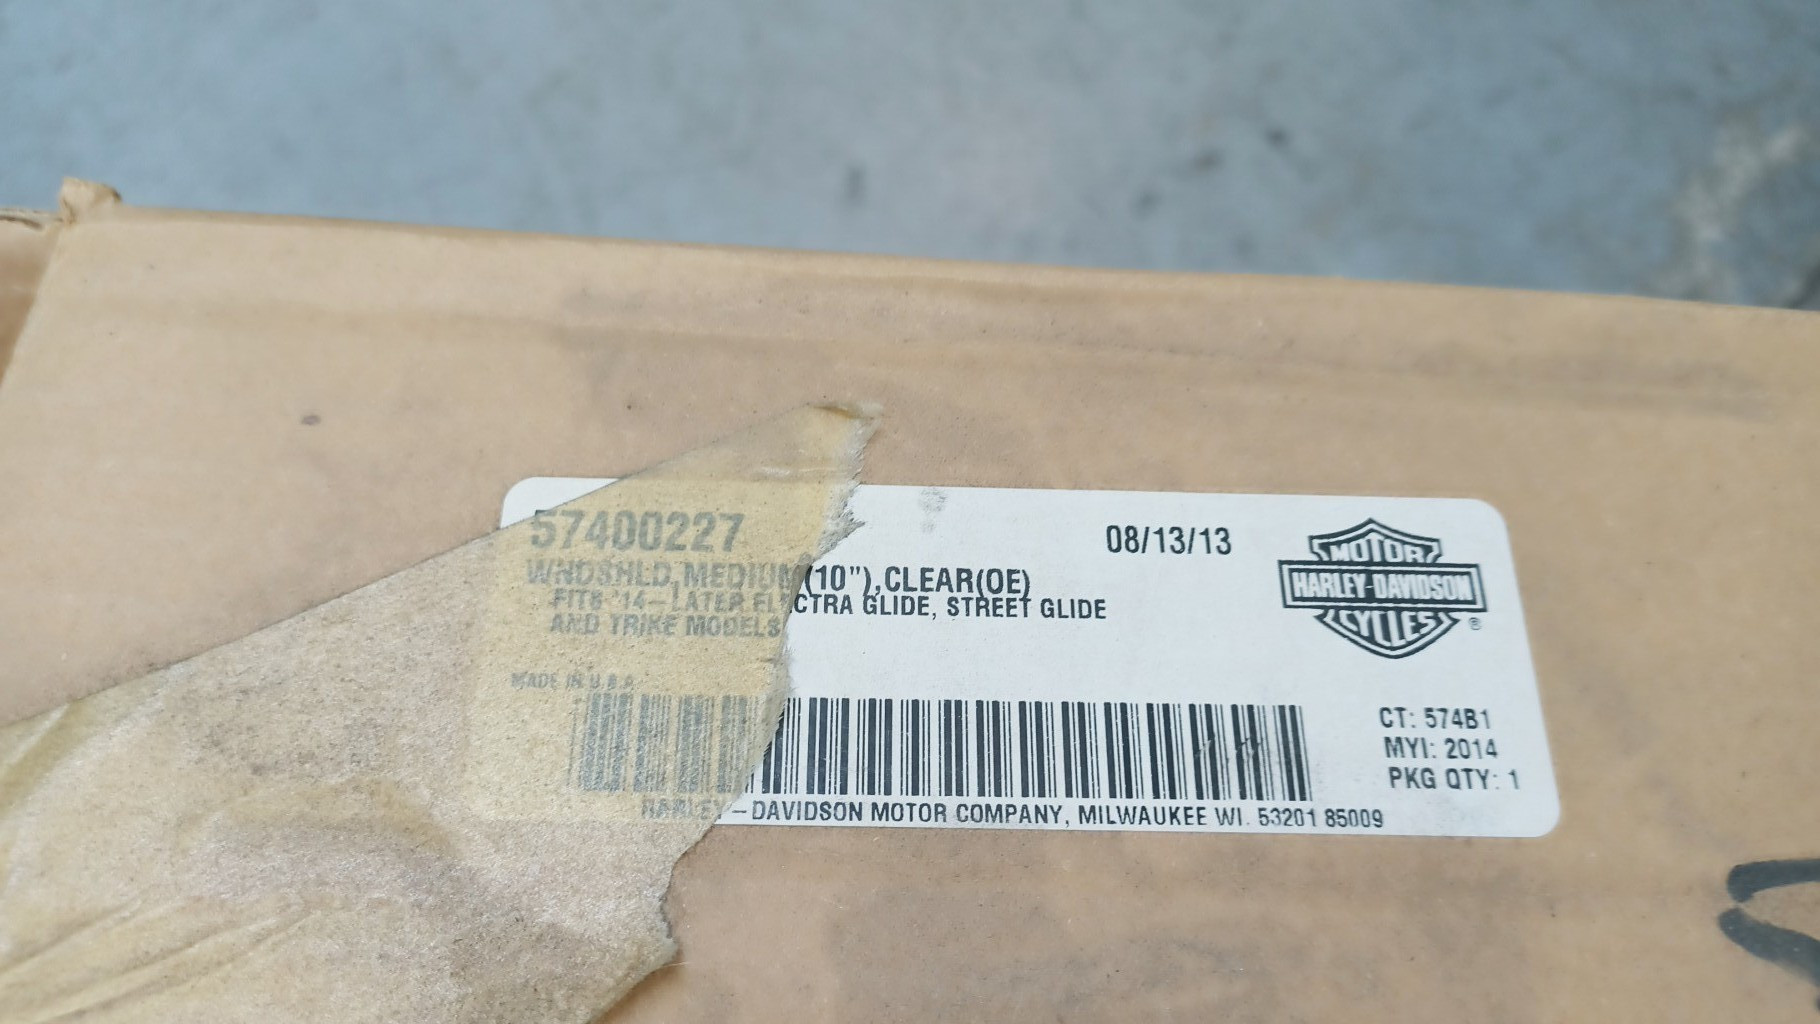 57400227
08/13/13
WNDSHLD,MEDIUM(10"),CLEAR(OE)
FITS '14-LATER ELECTRA GLIDE, STREET GLIDE
AND TRIKE MODELS
MADE IN U.S.A.
MOTOR
HARLEY-DAVIDSON
CYCLES
®
CT: 574B1
MYI: 2014
PKG QTY: 1
HARLEY-DAVIDSON MOTOR COMPANY, MILWAUKEE WI. 53201 85009